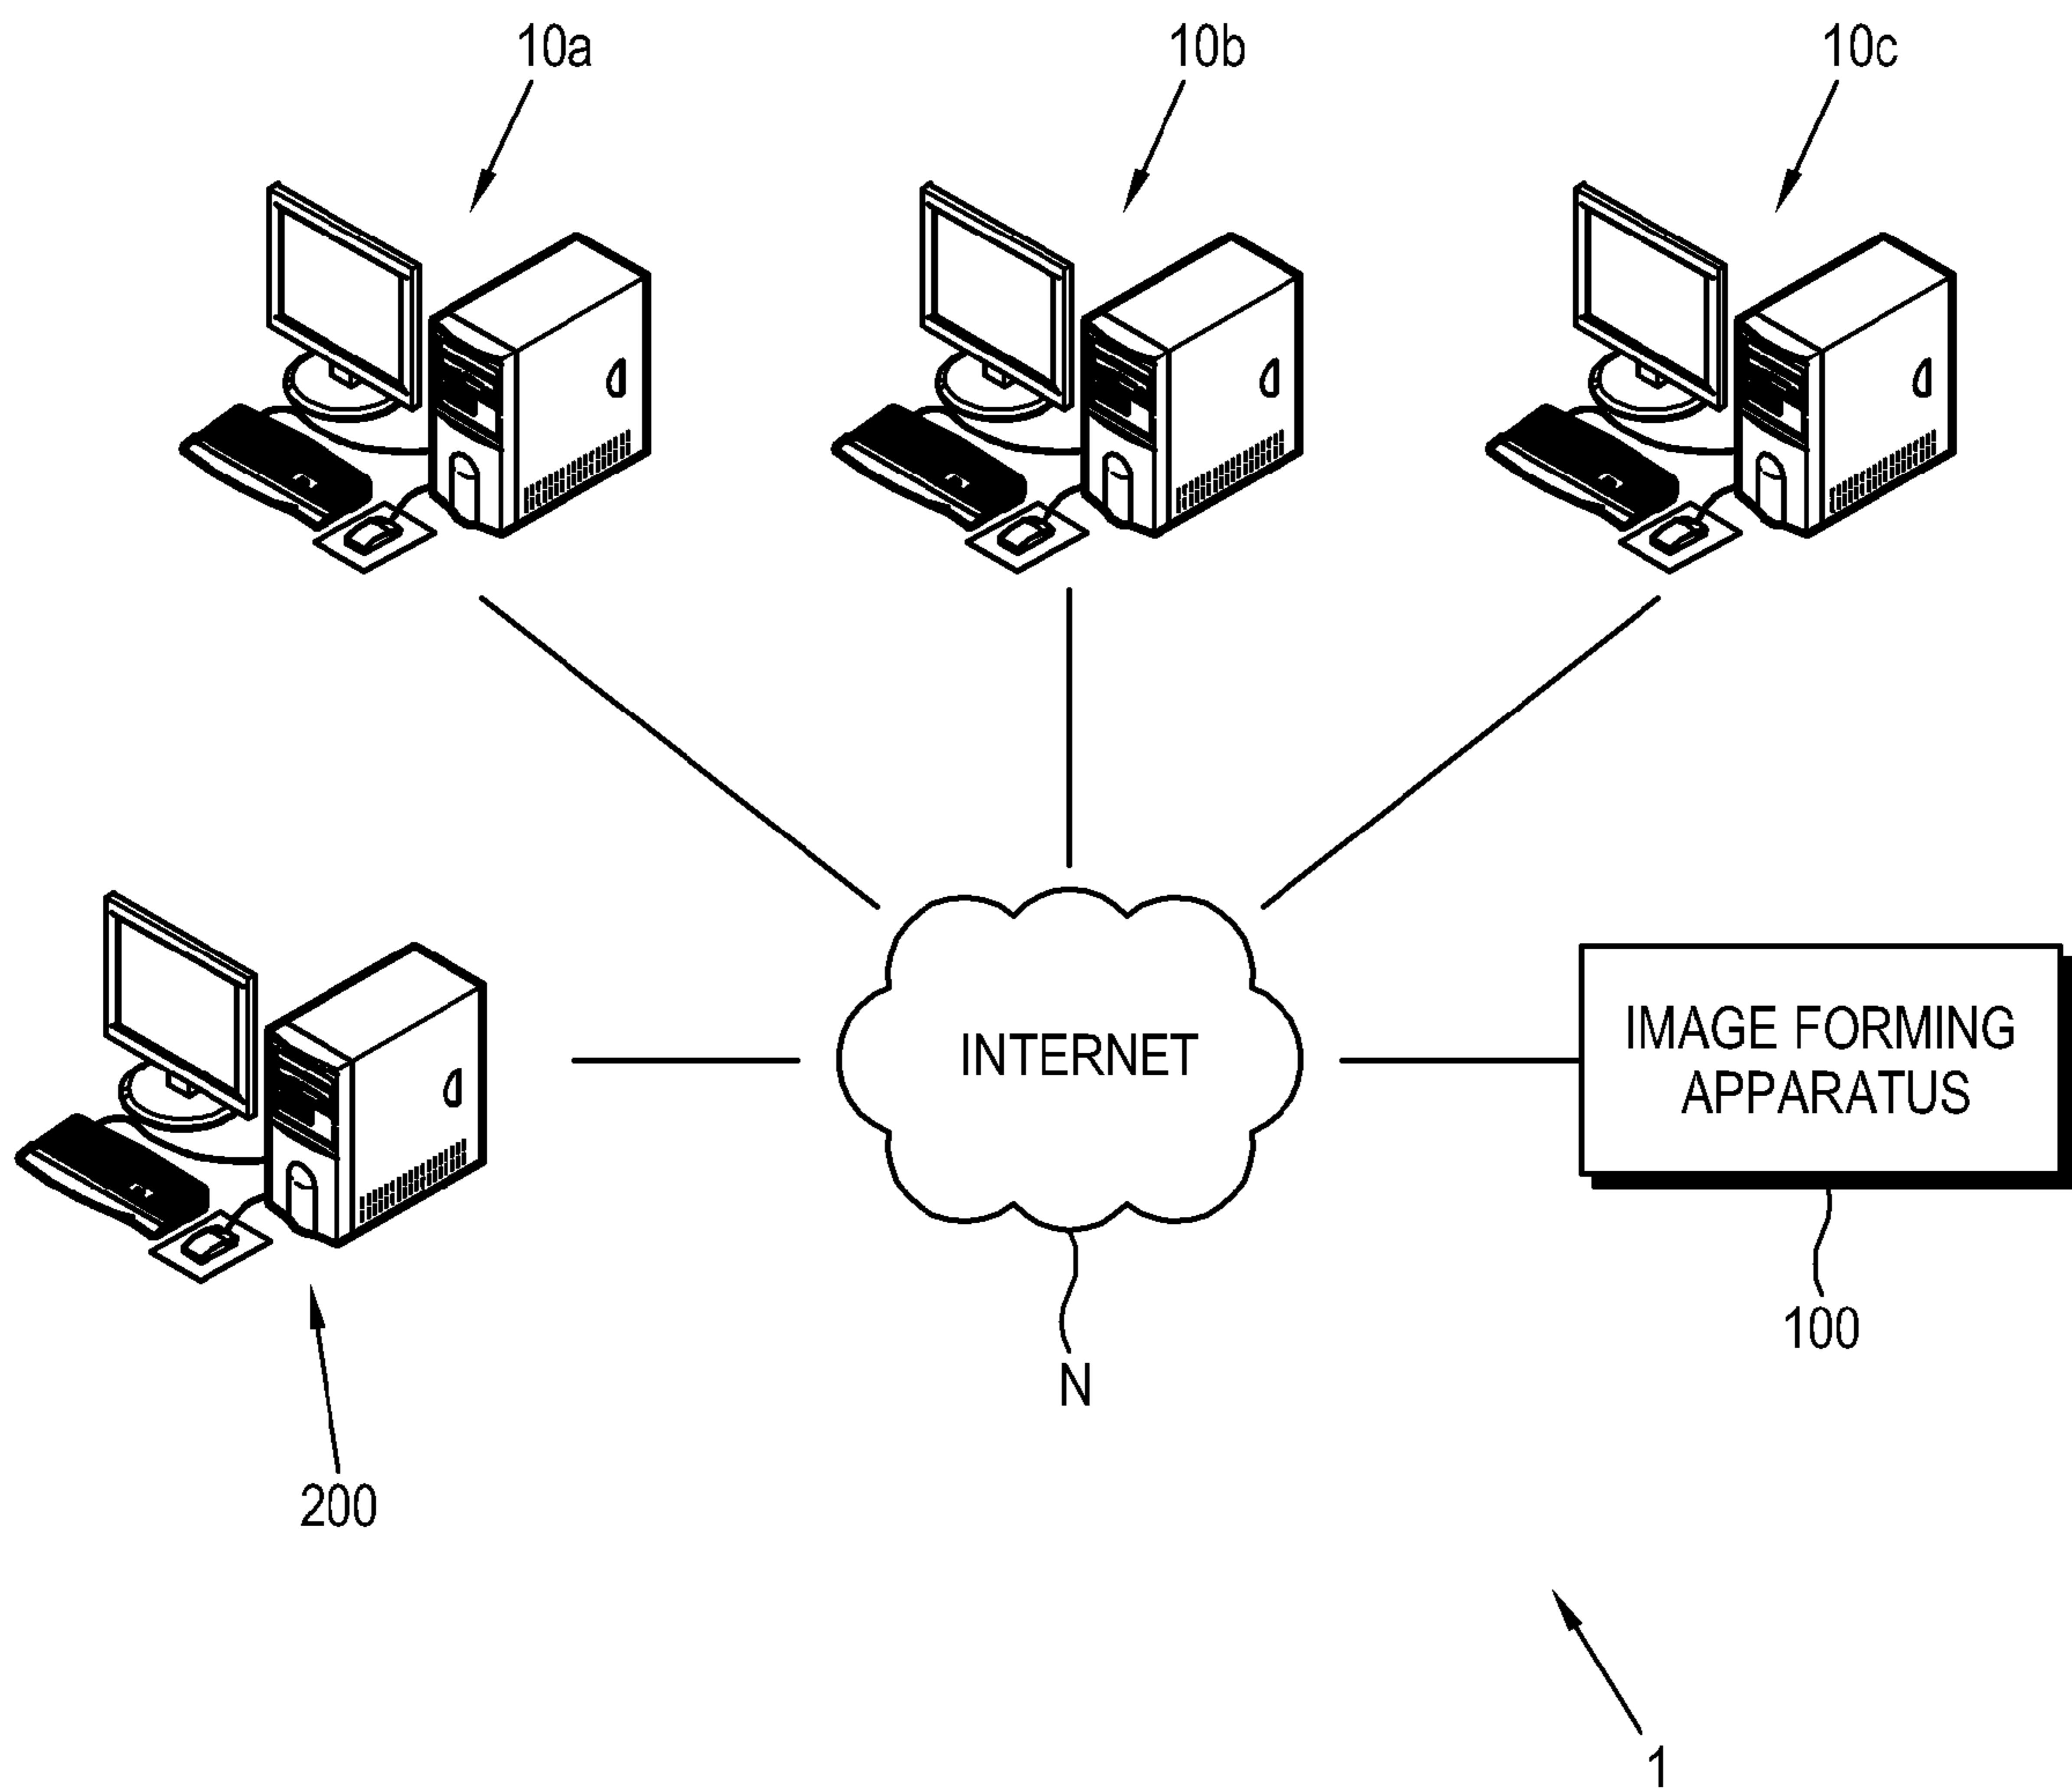 10a
10b
10c
INTERNET
IMAGE FORMING
APPARATUS
100
N
200
1